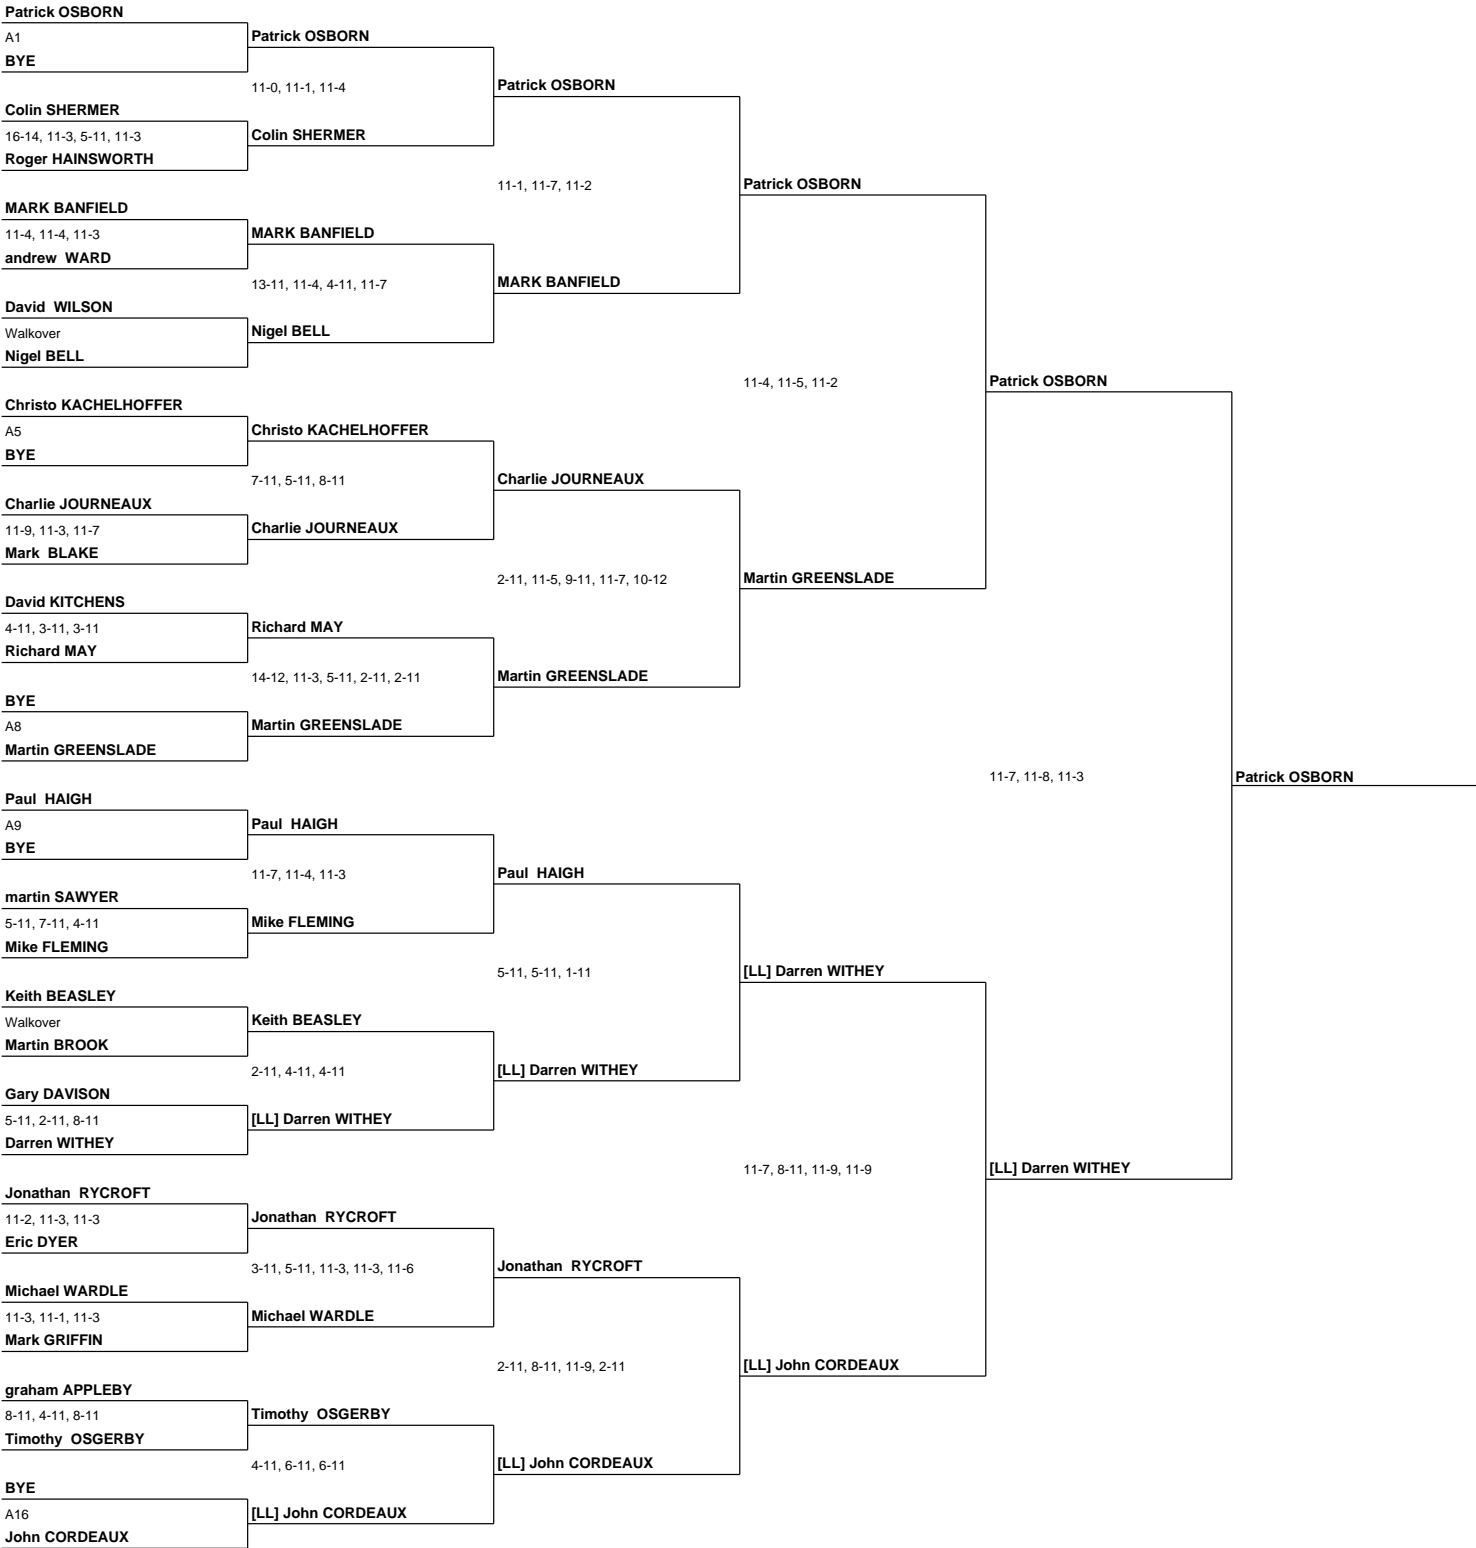 Patrick OSBORN
A1
BYE
Colin SHERMER
16-14, 11-3, 5-11, 11-3
Roger HAINSWORTH
MARK BANFIELD
11-4, 11-4, 11-3
andrew  WARD
David  WILSON
Walkover
Nigel BELL
Christo KACHELHOFFER
A5
BYE
Charlie JOURNEAUX
11-9, 11-3, 11-7
Mark  BLAKE
David KITCHENS
4-11, 3-11, 3-11
Richard MAY
BYE
A8
Martin GREENSLADE
Paul  HAIGH
A9
BYE
martin SAWYER
5-11, 7-11, 4-11
Mike FLEMING
Keith BEASLEY
Walkover
Martin BROOK
Gary DAVISON
5-11, 2-11, 8-11
Darren WITHEY
Jonathan  RYCROFT
11-2, 11-3, 11-3
Eric DYER
Michael WARDLE
11-3, 11-1, 11-3
Mark GRIFFIN
graham APPLEBY
8-11, 4-11, 8-11
Timothy  OSGERBY
BYE
A16
John CORDEAUX
Patrick OSBORN
11-0, 11-1, 11-4
Colin SHERMER
MARK BANFIELD
13-11, 11-4, 4-11, 11-7
Nigel BELL
Christo KACHELHOFFER
7-11, 5-11, 8-11
Charlie JOURNEAUX
Richard MAY
14-12, 11-3, 5-11, 2-11, 2-11
Martin GREENSLADE
Paul  HAIGH
11-7, 11-4, 11-3
Mike FLEMING
Keith BEASLEY
2-11, 4-11, 4-11
[LL] Darren WITHEY
Jonathan  RYCROFT
3-11, 5-11, 11-3, 11-3, 11-6
Michael WARDLE
Timothy  OSGERBY
4-11, 6-11, 6-11
[LL] John CORDEAUX
Patrick OSBORN
11-1, 11-7, 11-2
MARK BANFIELD
Charlie JOURNEAUX
2-11, 11-5, 9-11, 11-7, 10-12
Martin GREENSLADE
Paul  HAIGH
5-11, 5-11, 1-11
[LL] Darren WITHEY
Jonathan  RYCROFT
2-11, 8-11, 11-9, 2-11
[LL] John CORDEAUX
Patrick OSBORN
11-4, 11-5, 11-2
Martin GREENSLADE
[LL] Darren WITHEY
11-7, 8-11, 11-9, 11-9
[LL] John CORDEAUX
Patrick OSBORN
11-7, 11-8, 11-3
[LL] Darren WITHEY
Patrick OSBORN